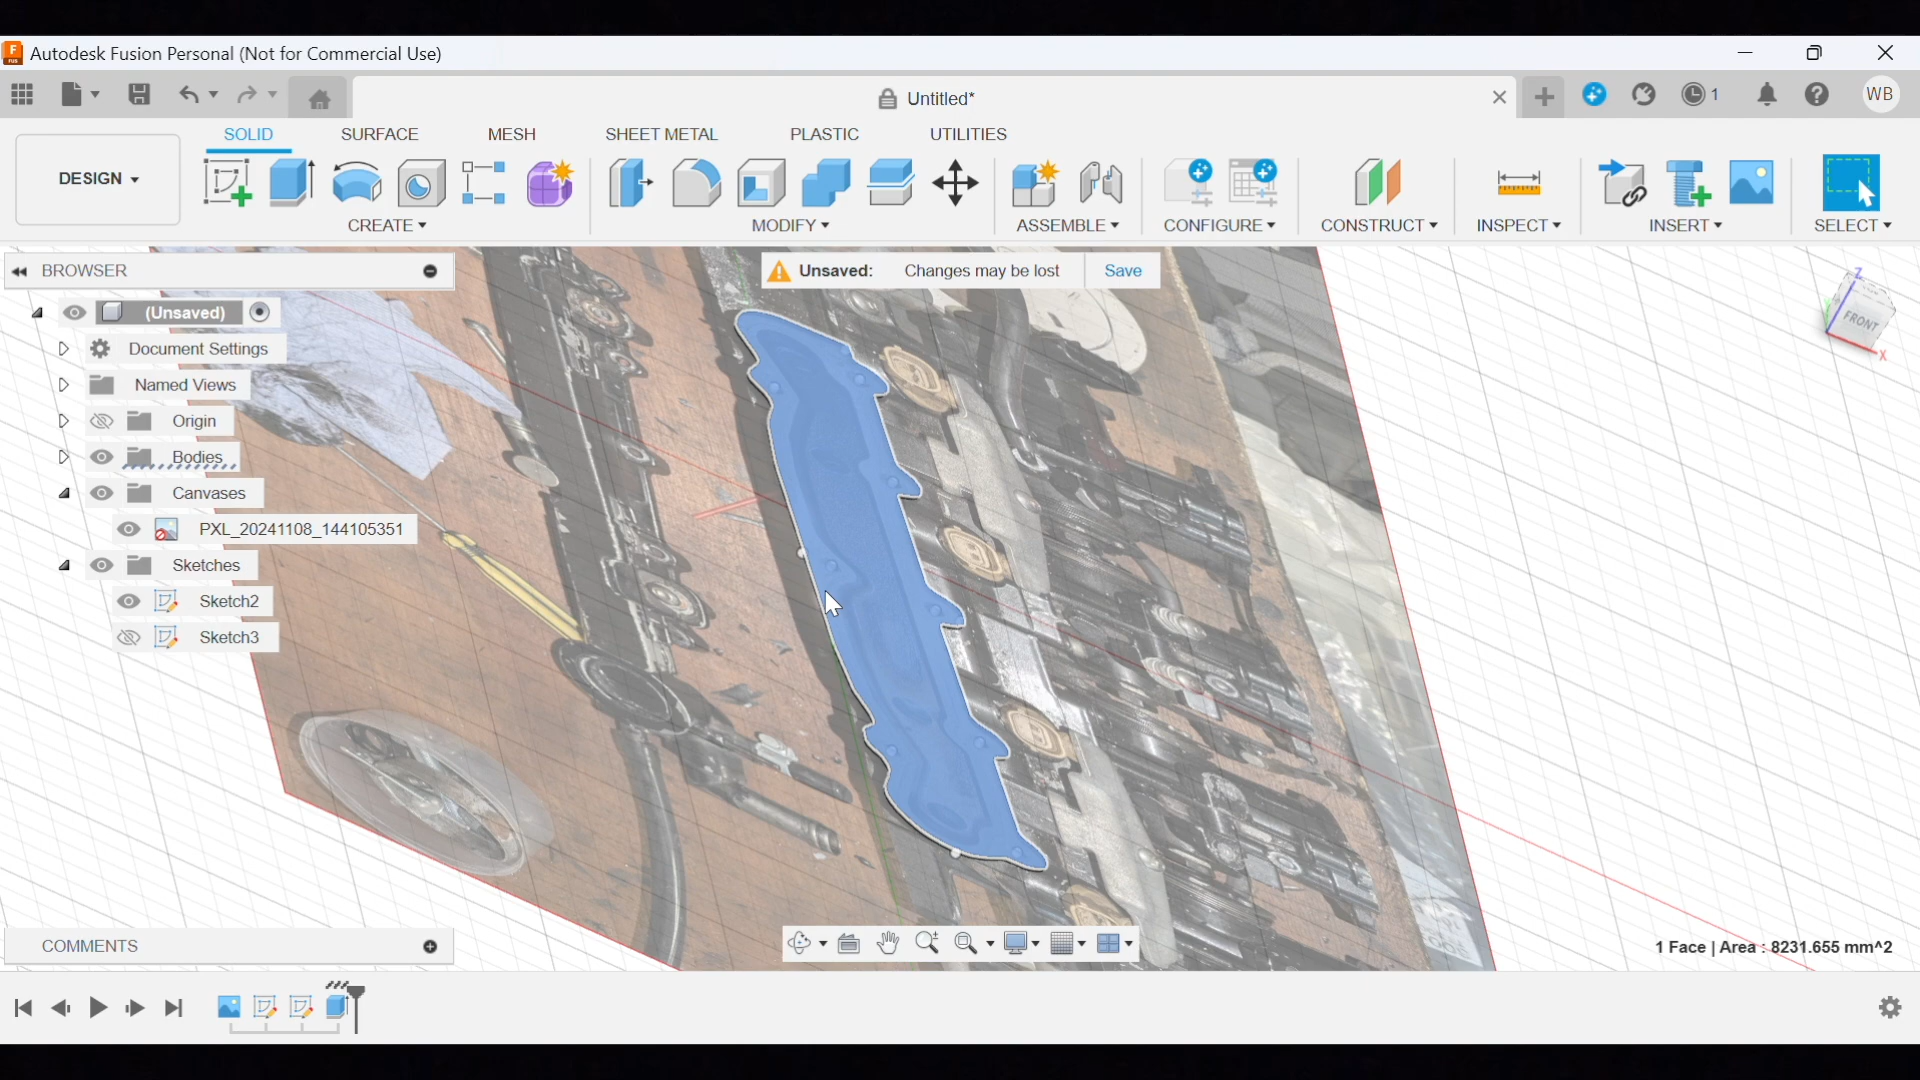 Autodesk Fusion Personal (Not for Commercial Use)
Untitled*
1
WB
SOLID SURFACE MESH SHEET METAL PLASTIC UTILITIES
DESIGN
CREATE MODIFY ASSEMBLE CONFIGURE CONSTRUCT INSPECT INSERT SELECT
BROWSER
Unsaved: Changes may be lost Save
(Unsaved)
Document Settings
Named Views
Origin
Bodies
Canvases
PXL_20241108_144105351
Sketches
Sketch2
Sketch3
Z
FRONT
X
COMMENTS
1 Face | Area : 8231.655 mm^2